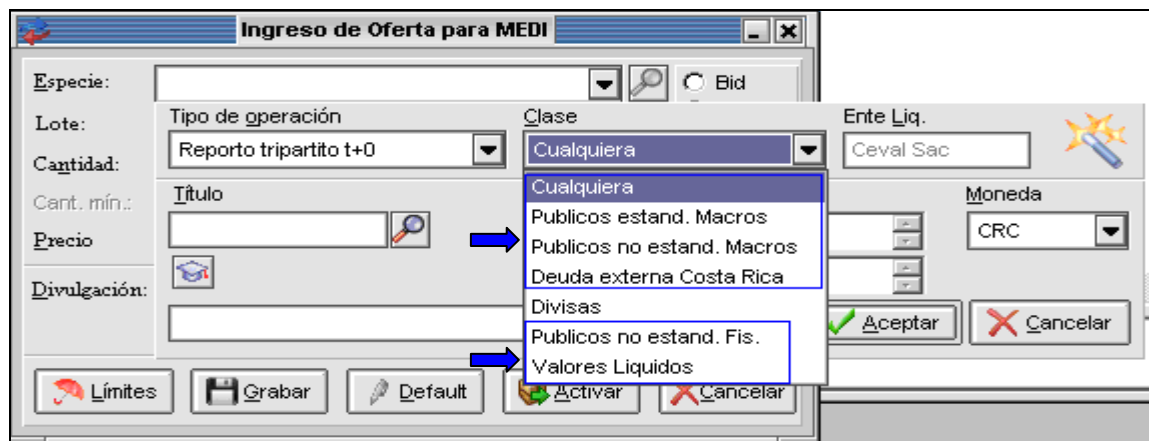 Ingreso de Oferta para MEDI
Especie:
Bid
Lote:
Cantidad:
Cant. mín.:
Precio
Divulgación:
Tipo de operación
Reporto tripartito t+0
Clase
Cualquiera
Ente Liq.
Ceval Sac
Título
Moneda
CRC
Cualquiera
Publicos estand. Macros
Publicos no estand. Macros
Deuda externa Costa Rica
Divisas
Publicos no estand. Fis.
Valores Liquidos
Aceptar
Cancelar
Límites
Grabar
Default
Activar
Cancelar